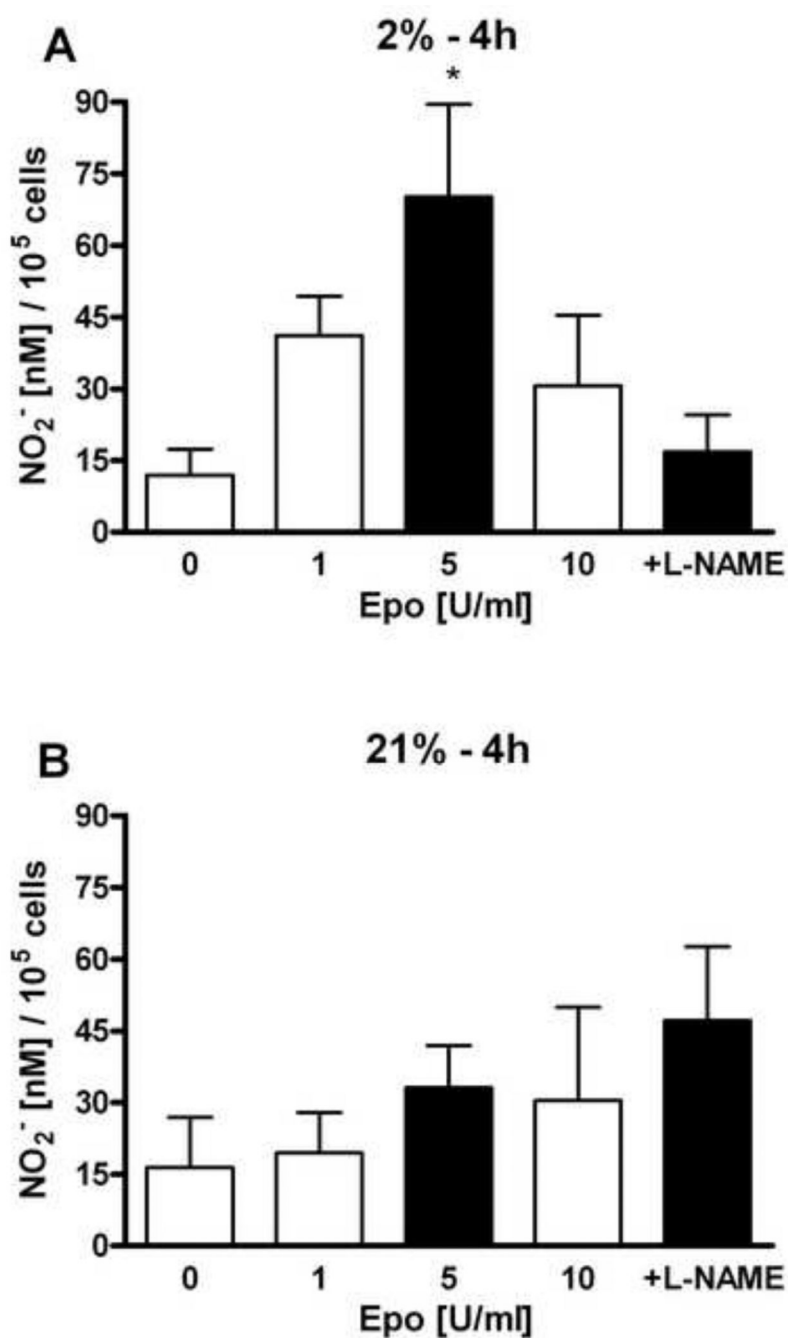 A
2% - 4h
*
90
75
60
45
30
15
0
NO₂⁻ [nM] / 10⁵ cells
0 1 5 10 +L-NAME
Epo [U/ml]
B
21% - 4h
90
75
60
45
30
15
0
NO₂⁻ [nM] / 10⁵ cells
0 1 5 10 +L-NAME
Epo [U/ml]